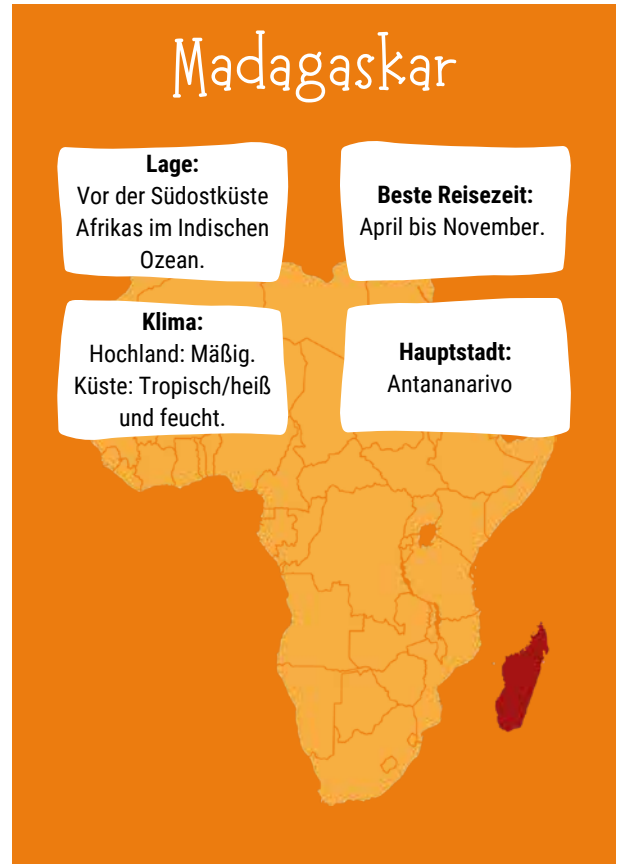 Madagaskar
Lage:
Vor der Südostküste
Afrikas im Indischen
Ozean.
Beste Reisezeit:
April bis November.
Klima:
Hochland: Mäßig.
Küste: Tropisch/heiß
und feucht.
Hauptstadt:
Antananarivo